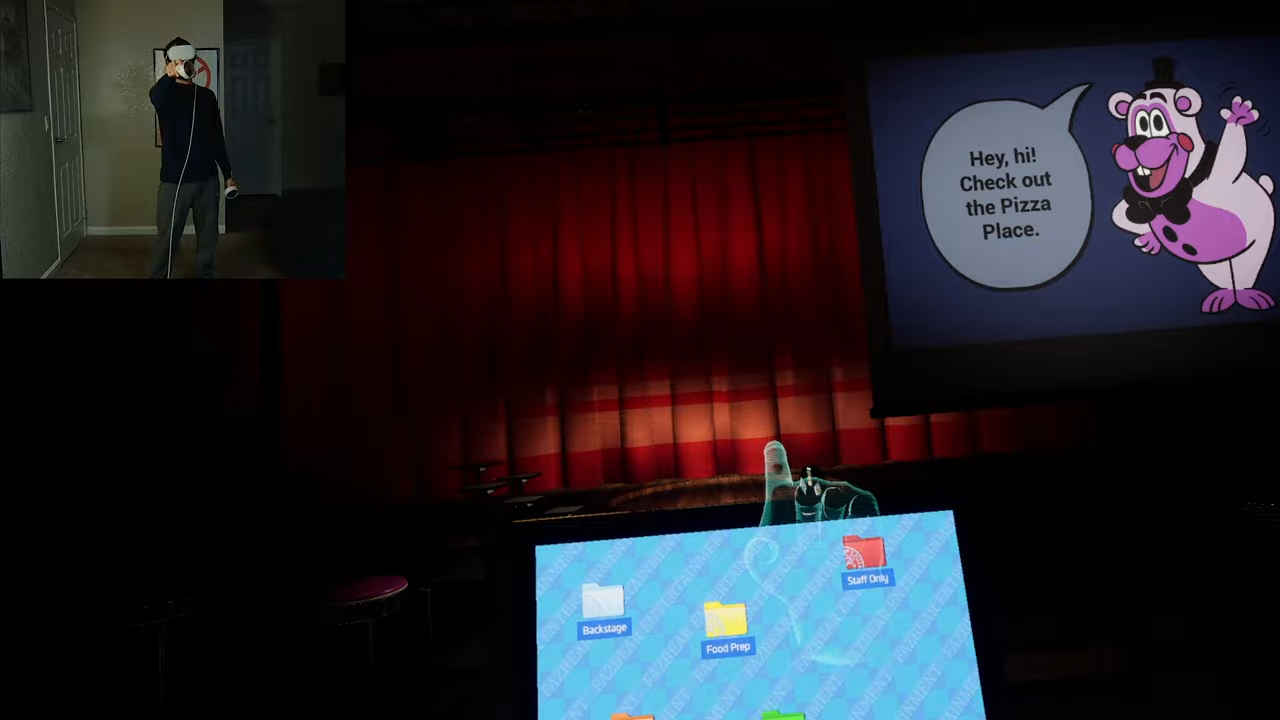 Hey, hi!
Check out
the Pizza
Place.
Staff Only
Backstage
Food Prep